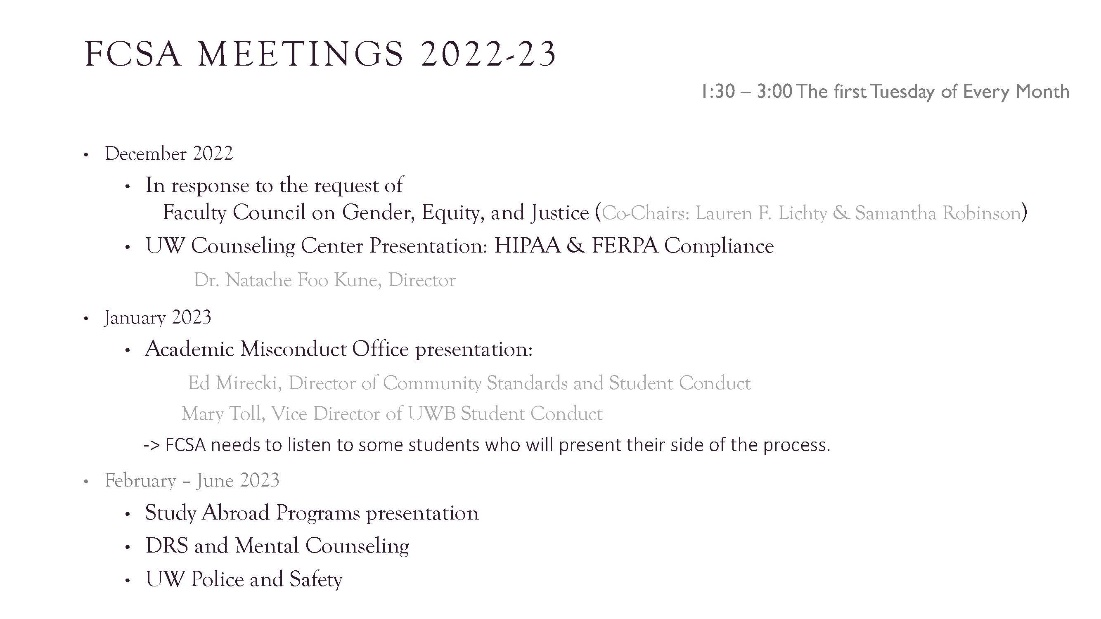 FCSA MEETINGS 2022-23
1:30 – 3:00 The first Tuesday of Every Month
• December 2022
• In response to the request of
Faculty Council on Gender, Equity, and Justice (Co-Chairs: Lauren F. Lichty & Samantha Robinson)
• UW Counseling Center Presentation: HIPAA & FERPA Compliance
Dr. Natache Foo Kune, Director
• January 2023
• Academic Misconduct Office presentation:
Ed Mirecki, Director of Community Standards and Student Conduct
Mary Toll, Vice Director of UWB Student Conduct
-> FCSA needs to listen to some students who will present their side of the process.
• February – June 2023
• Study Abroad Programs presentation
• DRS and Mental Counseling
• UW Police and Safety